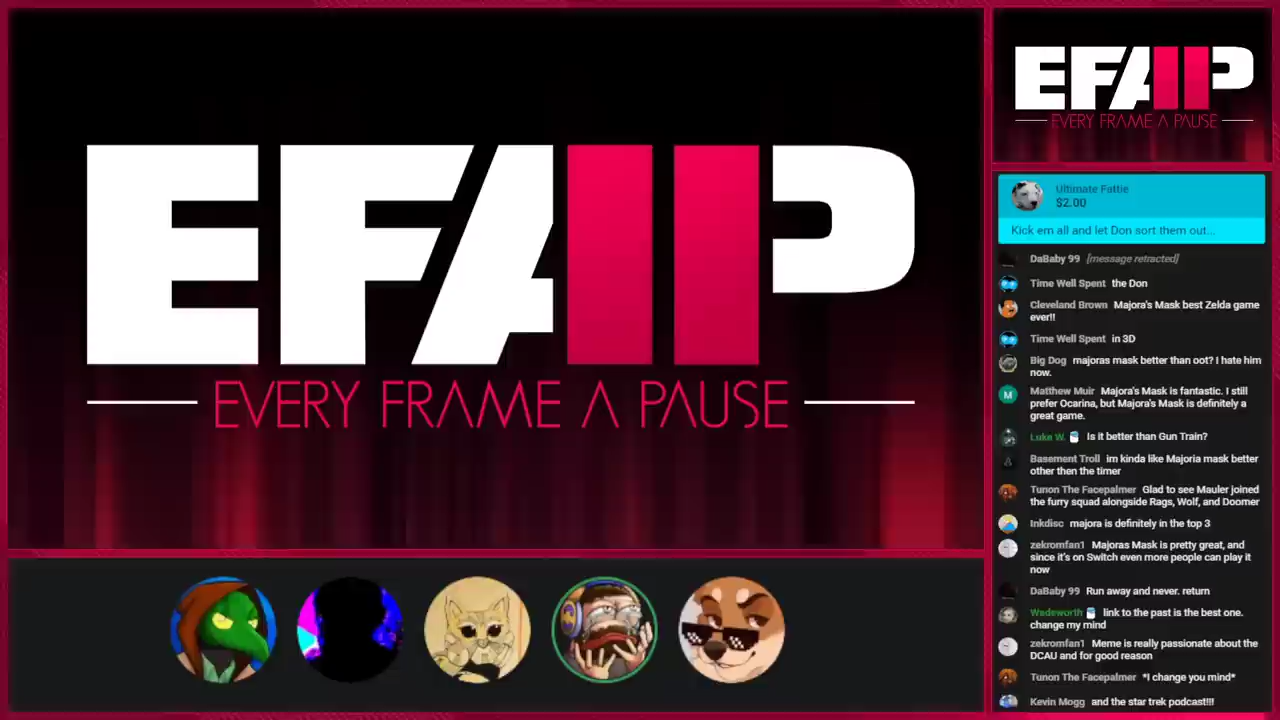 EFAP
EVERY FRAME A PAUSE
EFAP
EVERY FRAME A PAUSE
Ultimate Fattie
$2.00
Kick em all and let Don sort them out...
DaBaby 99 [message retracted]
Time Well Spent the Don
Cleveland Brown Majora's Mask best Zelda game
ever!!
Time Well Spent in 3D
Big Dog majoras mask better than oot? I hate him
now.
M
Matthew Muir Majora's Mask is fantastic. I still
prefer Ocarina, but Majora's Mask is definitely a
great game.
Luke W. Is it better than Gun Train?
Basement Troll im kinda like Majoria mask better
other then the timer
Tunon The Facepalmer Glad to see Mauler joined
the furry squad alongside Rags, Wolf, and Doomer
Inkdisc majora is definitely in the top 3
zekromfan1 Majoras Mask is pretty great, and
since it's on Switch even more people can play it
now
DaBaby 99 Run away and never. return
Wadeworth link to the past is the best one.
change my mind
zekromfan1 Meme is really passionate about the
DCAU and for good reason
Tunon The Facepalmer *I change you mind*
Kevin Mogg and the star trek podcast!!!